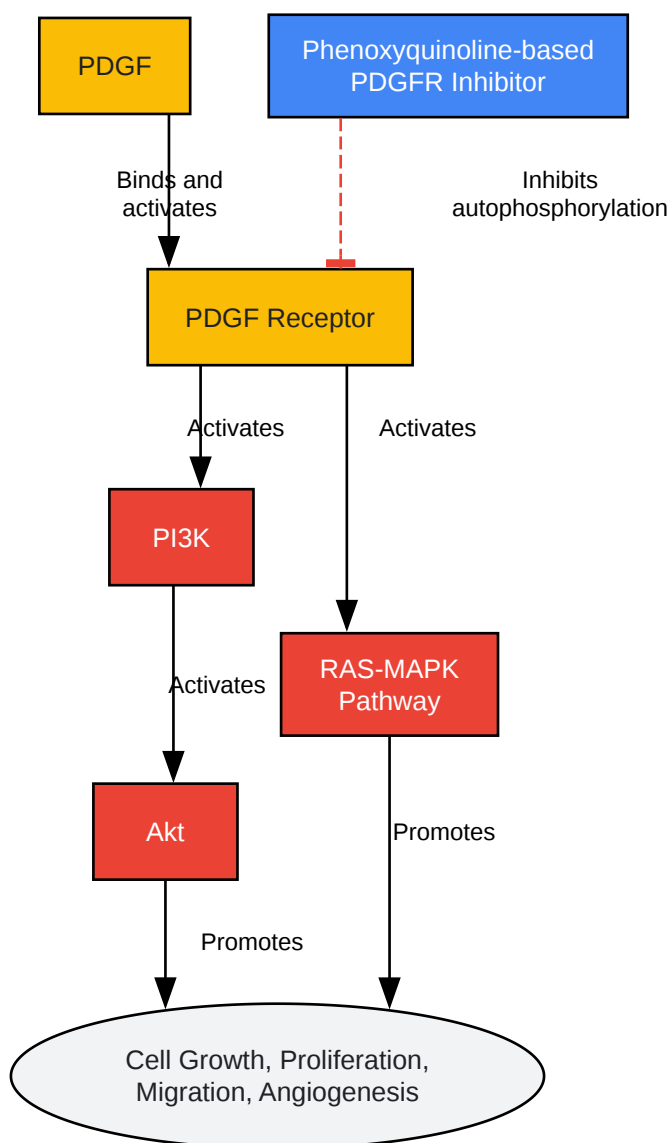 PDGF
Phenoxyquinoline-based
PDGFR Inhibitor
Binds and
activates
Inhibits
autophosphorylation
PDGF Receptor
Activates
Activates
PI3K
RAS-MAPK
Pathway
Activates
Akt
Promotes
Promotes
Cell Growth, Proliferation,
Migration, Angiogenesis